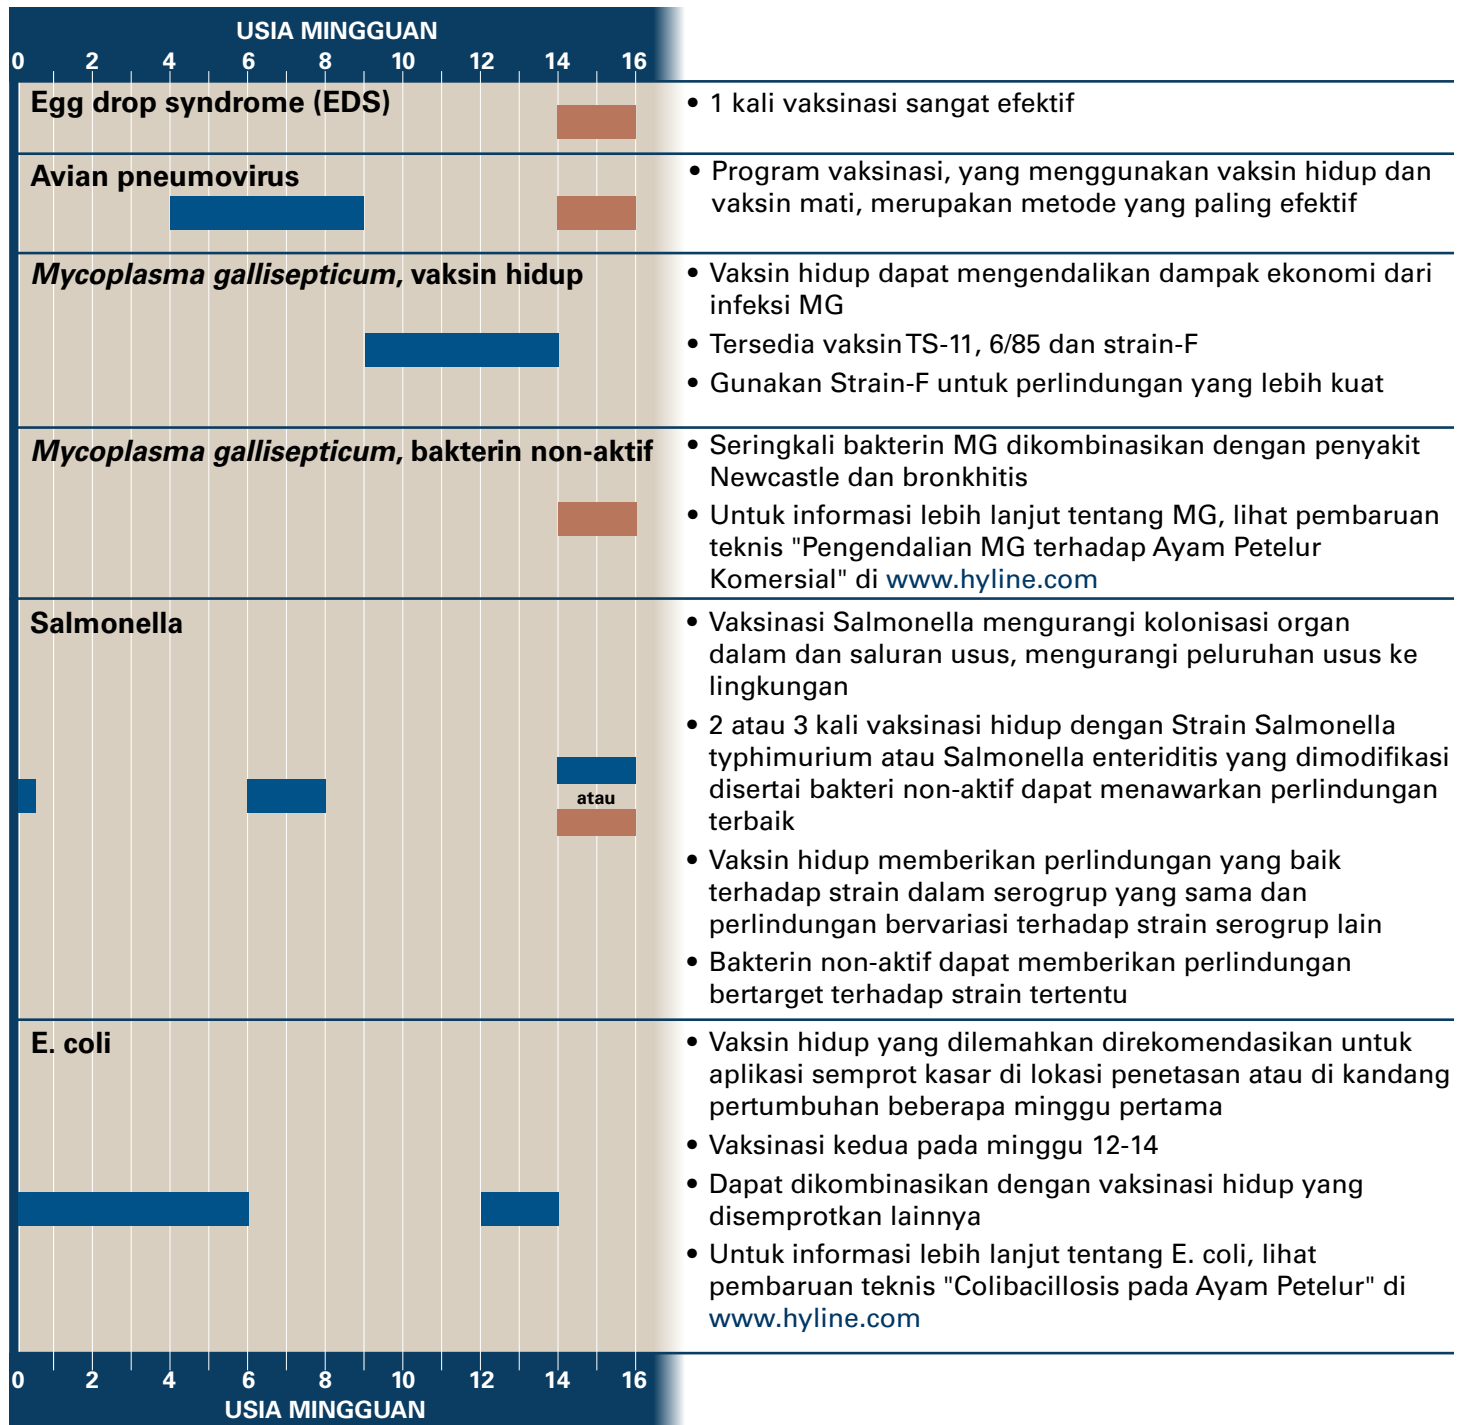 USIA MINGGUAN
0 2 4 6 8 10 12 14 16
Egg drop syndrome (EDS)
• 1 kali vaksinasi sangat efektif
Avian pneumovirus
• Program vaksinasi, yang menggunakan vaksin hidup dan
vaksin mati, merupakan metode yang paling efektif
Mycoplasma gallisepticum, vaksin hidup
• Vaksin hidup dapat mengendalikan dampak ekonomi dari
infeksi MG
• Tersedia vaksin TS-11, 6/85 dan strain-F
• Gunakan Strain-F untuk perlindungan yang lebih kuat
Mycoplasma gallisepticum, bakterin non-aktif
• Seringkali bakterin MG dikombinasikan dengan penyakit
Newcastle dan bronkhitis
• Untuk informasi lebih lanjut tentang MG, lihat pembaruan
teknis "Pengendalian MG terhadap Ayam Petelur
Komersial" di www.hyline.com
Salmonella
atau
• Vaksinasi Salmonella mengurangi kolonisasi organ
dalam dan saluran usus, mengurangi peluruhan usus ke
lingkungan
• 2 atau 3 kali vaksinasi hidup dengan Strain Salmonella
typhimurium atau Salmonella enteriditis yang dimodifikasi
disertai bakteri non-aktif dapat menawarkan perlindungan
terbaik
• Vaksin hidup memberikan perlindungan yang baik
terhadap strain dalam serogrup yang sama dan
perlindungan bervariasi terhadap strain serogrup lain
• Bakterin non-aktif dapat memberikan perlindungan
bertarget terhadap strain tertentu
E. coli
• Vaksin hidup yang dilemahkan direkomendasikan untuk
aplikasi semprot kasar di lokasi penetasan atau di kandang
pertumbuhan beberapa minggu pertama
• Vaksinasi kedua pada minggu 12-14
• Dapat dikombinasikan dengan vaksinasi hidup yang
disemprotkan lainnya
• Untuk informasi lebih lanjut tentang E. coli, lihat
pembaruan teknis "Colibacillosis pada Ayam Petelur" di
www.hyline.com
0 2 4 6 8 10 12 14 16
USIA MINGGUAN